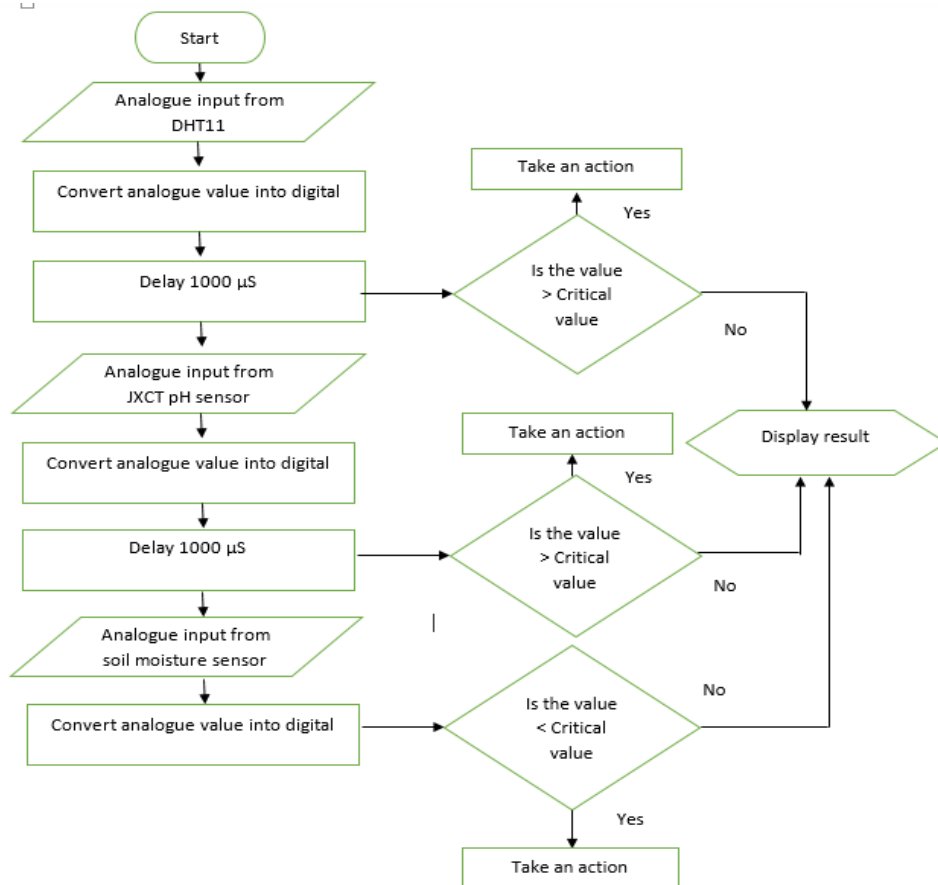 Start
Analogue input from
DHT11
Convert analogue value into digital
Take an action
Yes
Delay 1000 µS
Is the value
> Critical
value
No
Analogue input from
JXCT pH sensor
Take an action
Display result
Convert analogue value into digital
Yes
Delay 1000 µS
Is the value
> Critical
value
No
Analogue input from
soil moisture sensor
Convert analogue value into digital
Is the value
< Critical
value
No
Yes
Take an action